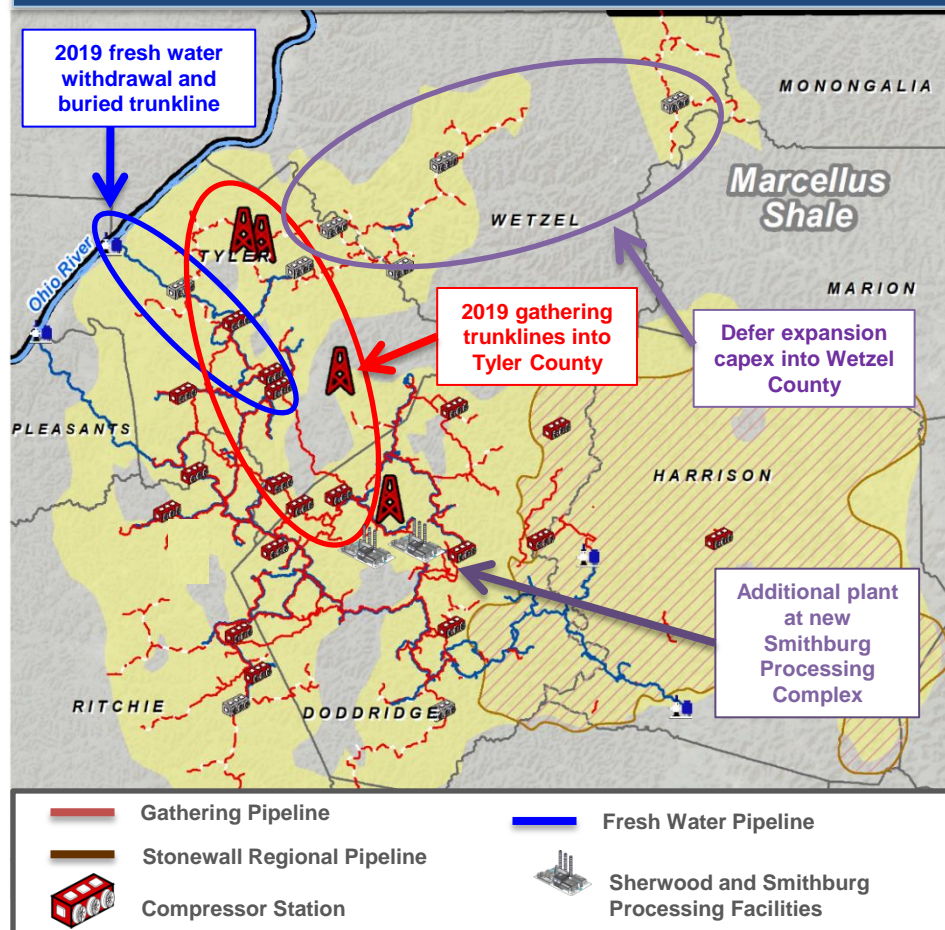 2019 fresh water
withdrawal and
buried trunkline
MONONGALIA
Marcellus
Shale
WETZEL
TYLER
Ohio River
MARION
2019 gathering
trunklines into
Tyler County
Defer expansion
capex into Wetzel
County
PLEASANTS
HARRISON
Additional plant
at new
Smithburg
Processing
Complex
RITCHIE
DODDRIDGE
Gathering Pipeline
Fresh Water Pipeline
Stonewall Regional Pipeline
Sherwood and Smithburg
Processing Facilities
Compressor Station